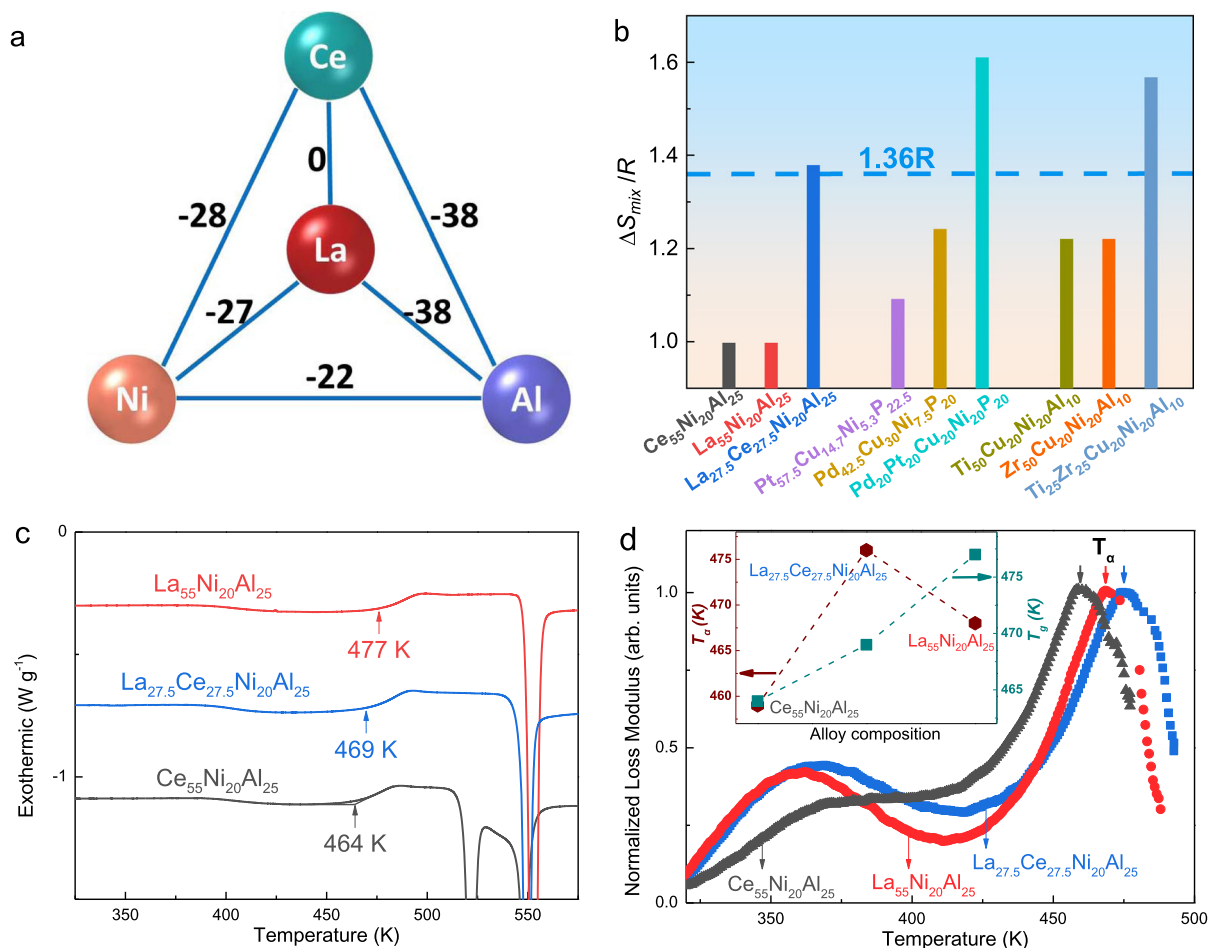 a
Ce
0
-28
-38
La
-27
-38
Ni
-22
Al
b
1.6
1.4
1.2
1.0
ΔS_mix /R
1.36R
Ce55Ni20Al25
La55Ni20Al25
La27.5Ce27.5Ni20Al25
Pt57.5Cu14.7Ni5.3P22.5
Pd42.5Cu30Ni7.5P20
Pd20Pt20Cu20Ni20P20
Ti50Cu20Ni20Al10
Zr50Cu20Ni20Al10
Ti25Zr25Cu20Ni20Al10
c
0
-1
Exothermic (W g-1)
La55Ni20Al25
477 K
La27.5Ce27.5Ni20Al25
469 K
Ce55Ni20Al25
464 K
350 400 450 500 550
Temperature (K)
d
1.0
0.5
0.0
Normalized Loss Modulus (arb. units)
475
470
465
460
Tα (K)
475
470
465
Tg (K)
La27.5Ce27.5Ni20Al25
La55Ni20Al25
Ce55Ni20Al25
Alloy composition
Tα
Ce55Ni20Al25
La55Ni20Al25
La27.5Ce27.5Ni20Al25
350 400 450 500
Temperature (K)